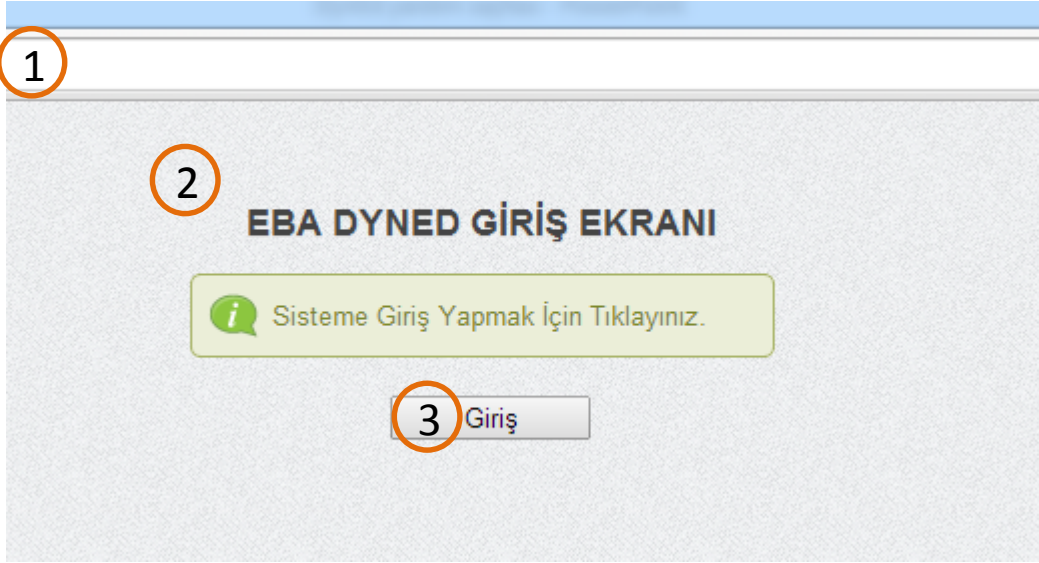 1
2
EBA DYNED GİRİŞ EKRANI
i Sisteme Giriş Yapmak İçin Tıklayınız.
3 Giriş